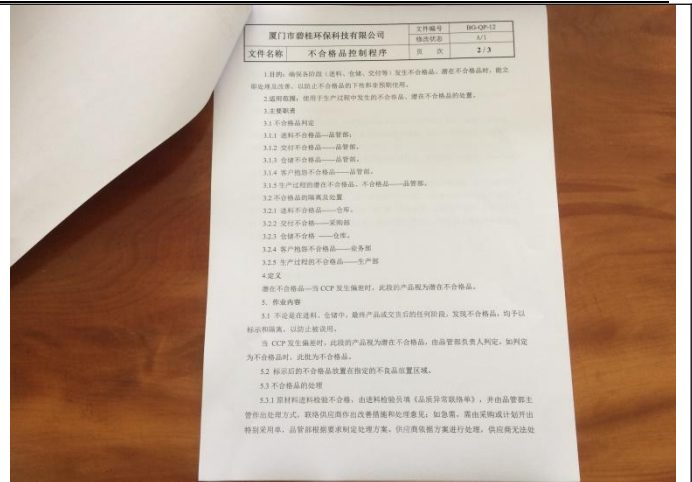 厦门市碧桂环保科技有限公司 文件编号 BG-QP-12
修改状态 A/1
文件名称 不合格品控制程序 页 次 2 / 3
1.目的：确保各阶段（进料、仓储、交付等）发生不合格品、潜在不合格品时，能立
即处理及改善，以防止不合格品的下传和非预期使用。
2.适用范围：使用于生产过程中发生的不合格品、潜在不合格品的处置。
3.主要职责
3.1 不合格品判定
3.1.1 进料不合格品—品管部；
3.1.2 交付不合格品——品管部。
3.1.3 仓储不合格品——品管部。
3.1.4 客户抱怨不合格品——品管部。
3.1.5 生产过程的潜在不合格品、不合格品——品管部。
3.2 不合格品的隔离及处置
3.2.1 进料不合格品——仓库。
3.2.2 交付不合格——采购部
3.2.3 仓储不合格 ——仓库。
3.2.4 客户抱怨不合格品——业务部
3.2.5 生产过程的不合格品——生产部
4.定义
潜在不合格品—当 CCP 发生偏差时，此段的产品视为潜在不合格品。
5. 作业内容
5.1 不论是在进料、仓储中、最终产品或交货后的任何阶段，发现不合格品，均予以
标示和隔离，以防止被误用。
当 CCP 发生偏差时，此段的产品视为潜在不合格品，由品管部负责人判定，如判定
为不合格品时，此批为不合格品。
5.2 标示后的不合格品放置在指定的不良品放置区域。
5.3 不合格品的处理
5.3.1 原材料进料检验不合格，由进料检验员填《品质异常联络单》，并由品管部主
管作出处理方式，联络供应商作出改善措施和处理意见；如急需，需由采购或计划开出
特别采用单，品管部根据要求制定处理方案，供应商依据方案进行处理，供应商无法处